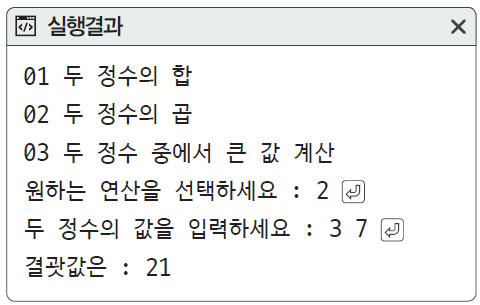 실행결과
01 두 정수의 합
02 두 정수의 곱
03 두 정수 중에서 큰 값 계산
원하는 연산을 선택하세요 : 2
두 정수의 값을 입력하세요 : 3 7
결괏값은 : 21